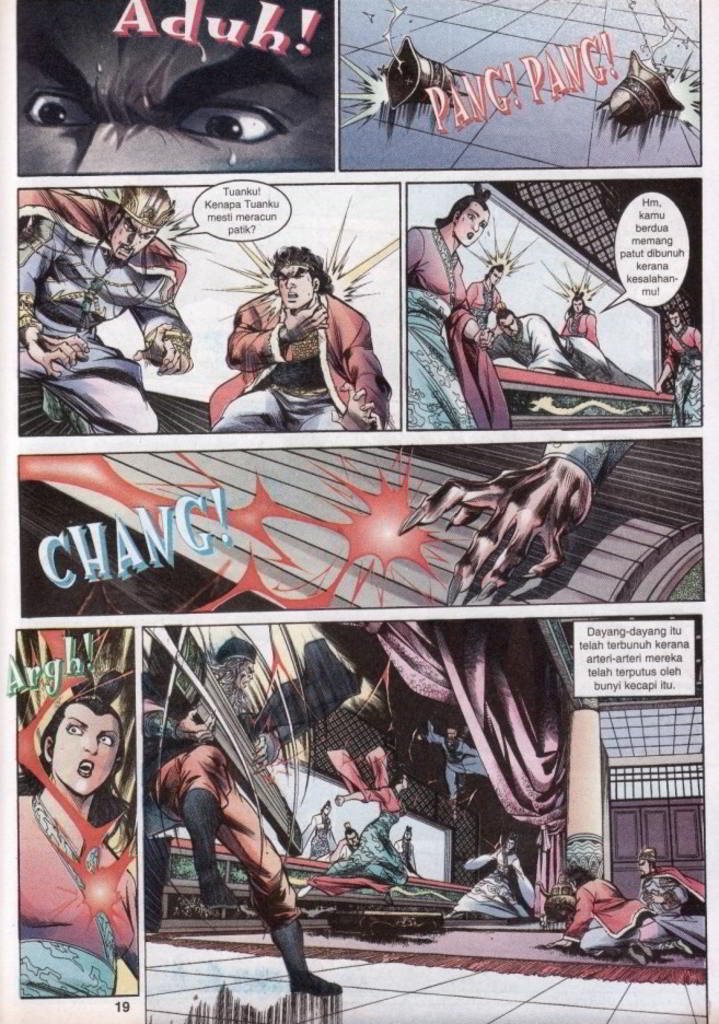 Aduh!
PANG! PANG!
Tuanku!
Kenapa Tuanku
mesti meracun
patik?
Hm,
kamu
berdua
memang
patut dibunuh
kerana
kesalahan-
mu!
CHANG!
Argh!
Dayang-dayang itu
telah terbunuh kerana
arteri-arteri mereka
telah terputus oleh
bunyi kecapi itu.
19